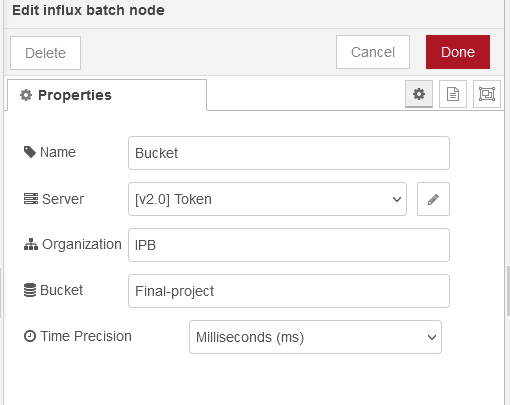 Edit influx batch node
Delete
Cancel
Done
Properties
Name
Bucket
Server
[v2.0] Token
Organization
IPB
Bucket
Final-project
Time Precision
Milliseconds (ms)